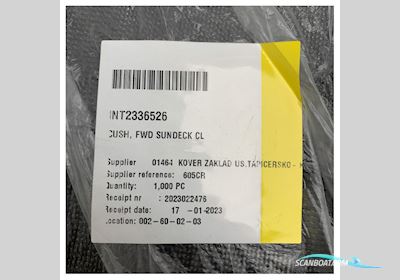 INT2336526
CUSH, FWD SUNDECK CL
Supplier 01464 KOVER ZAKLAD US.TAPICERSKO -
Supplier reference: 605CR
Quantity: 1,000 PC
Receipt nr : 2023022476
Receipt date: 17 -01-2023
Location: 002-60-02-03
SCANBOAT